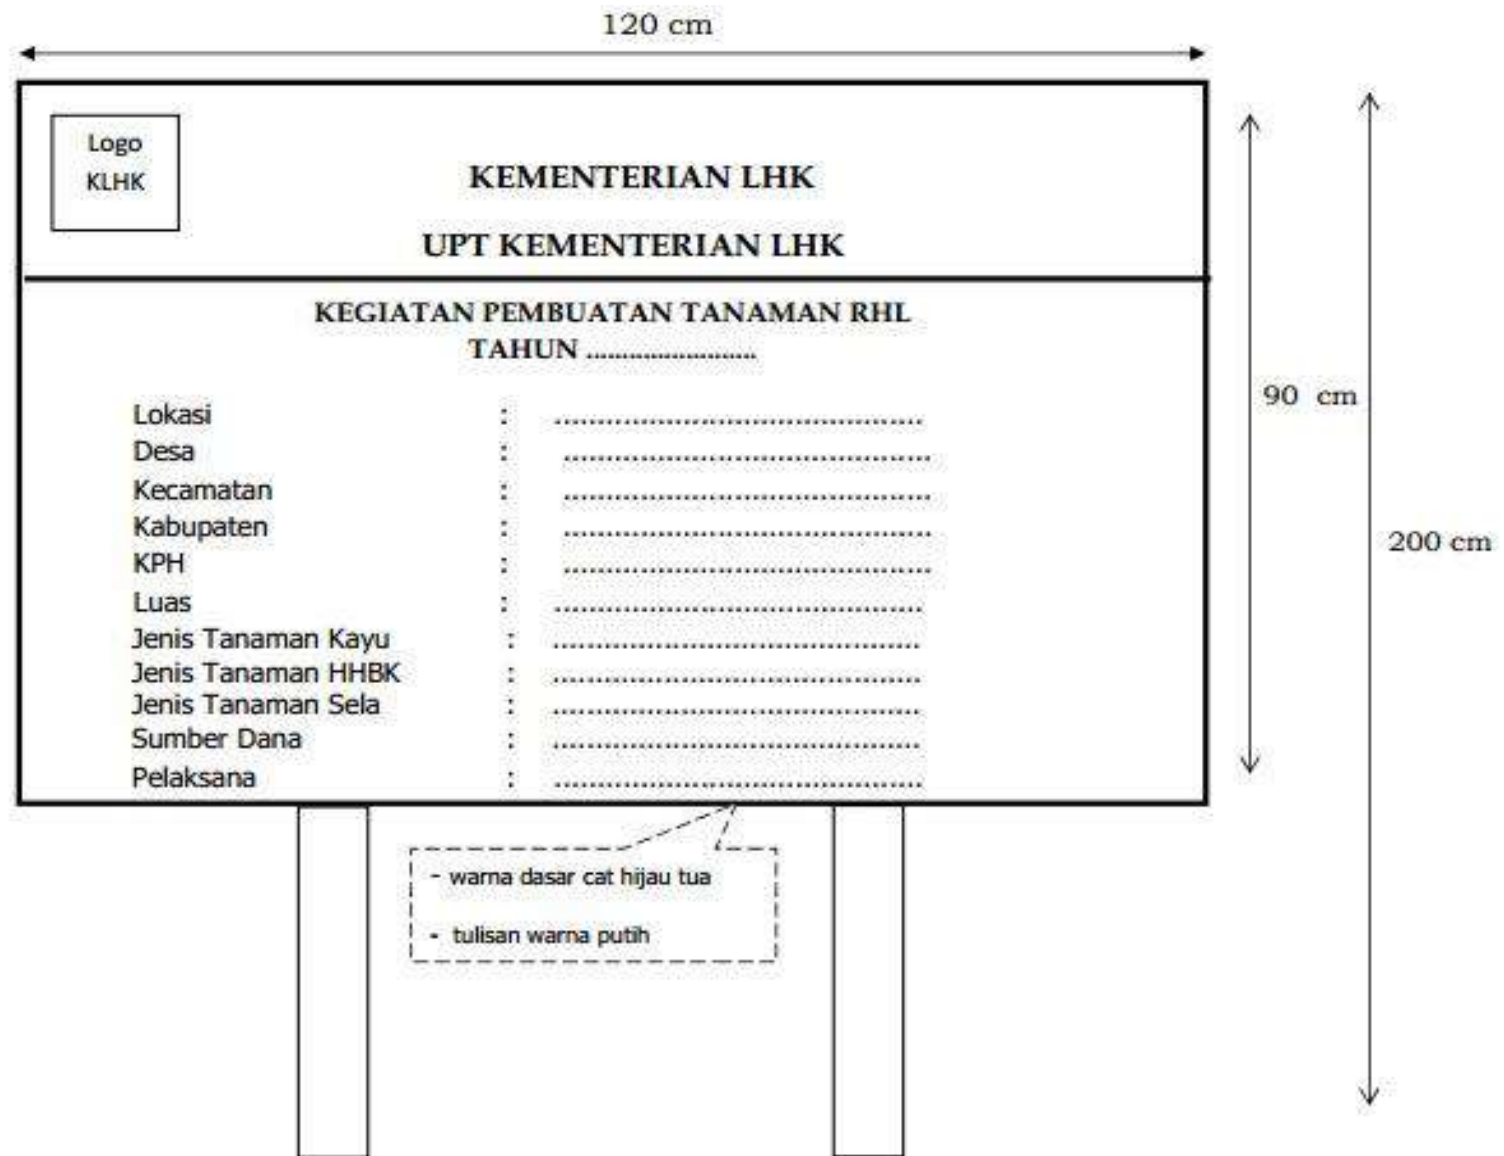 120 cm
Logo
KLHK
KEMENTERIAN LHK
UPT KEMENTERIAN LHK
KEGIATAN PEMBUATAN TANAMAN RHL
TAHUN ........................
Lokasi : ............................................
Desa : ............................................
Kecamatan : ............................................
Kabupaten : ............................................
KPH : ............................................
Luas : ............................................
Jenis Tanaman Kayu : ............................................
Jenis Tanaman HHBK : ............................................
Jenis Tanaman Sela : ............................................
Sumber Dana : ............................................
Pelaksana : ............................................
90 cm
200 cm
- warna dasar cat hijau tua
- tulisan warna putih